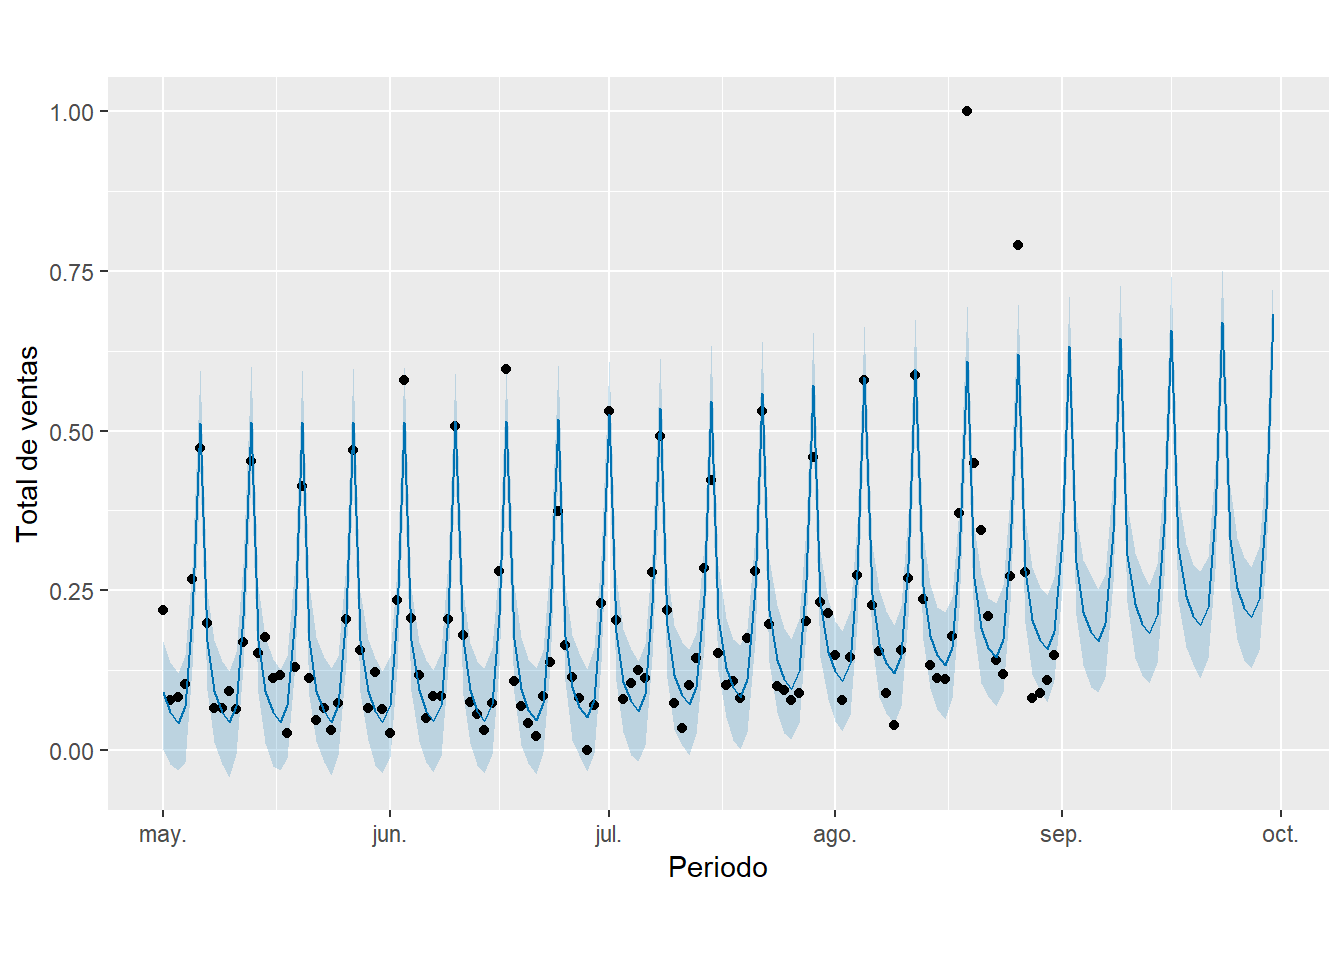 Total de ventas
1.00
0.75
0.50
0.25
0.00
may. jun. jul. ago. sep. oct.
Periodo